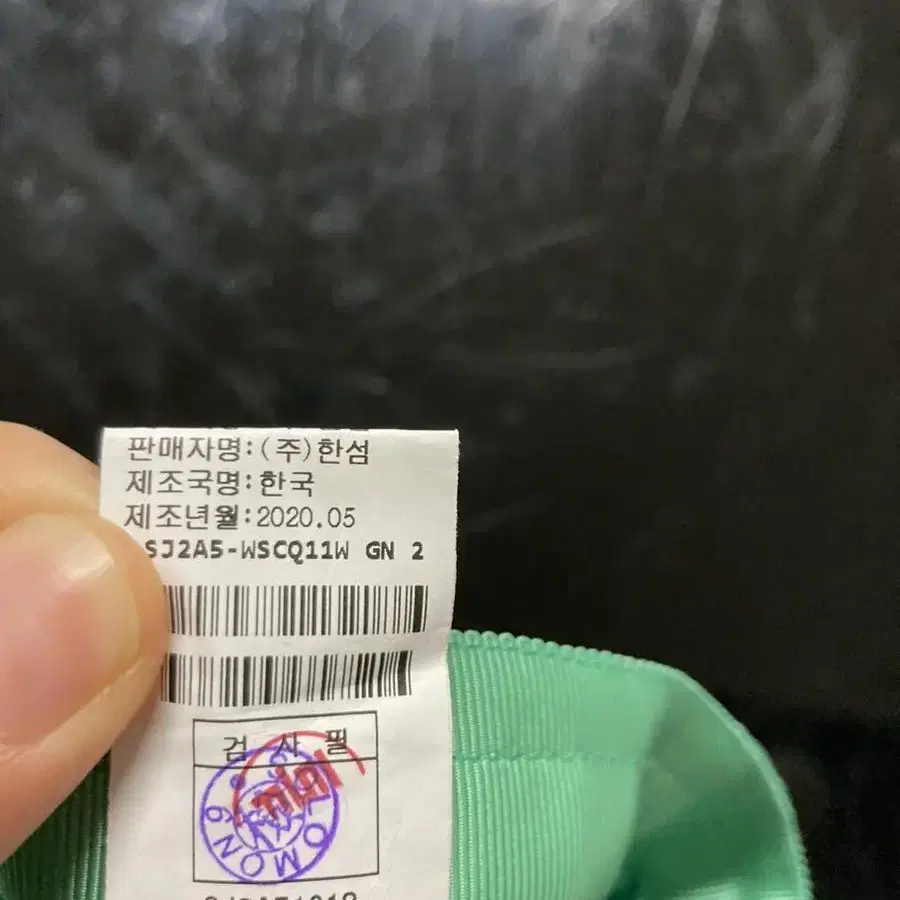 판매자명:(주)한섬
제조국명:한국
제조년월:2020.05
SJ2A5-WSCQ11W GN 2
검 사 필